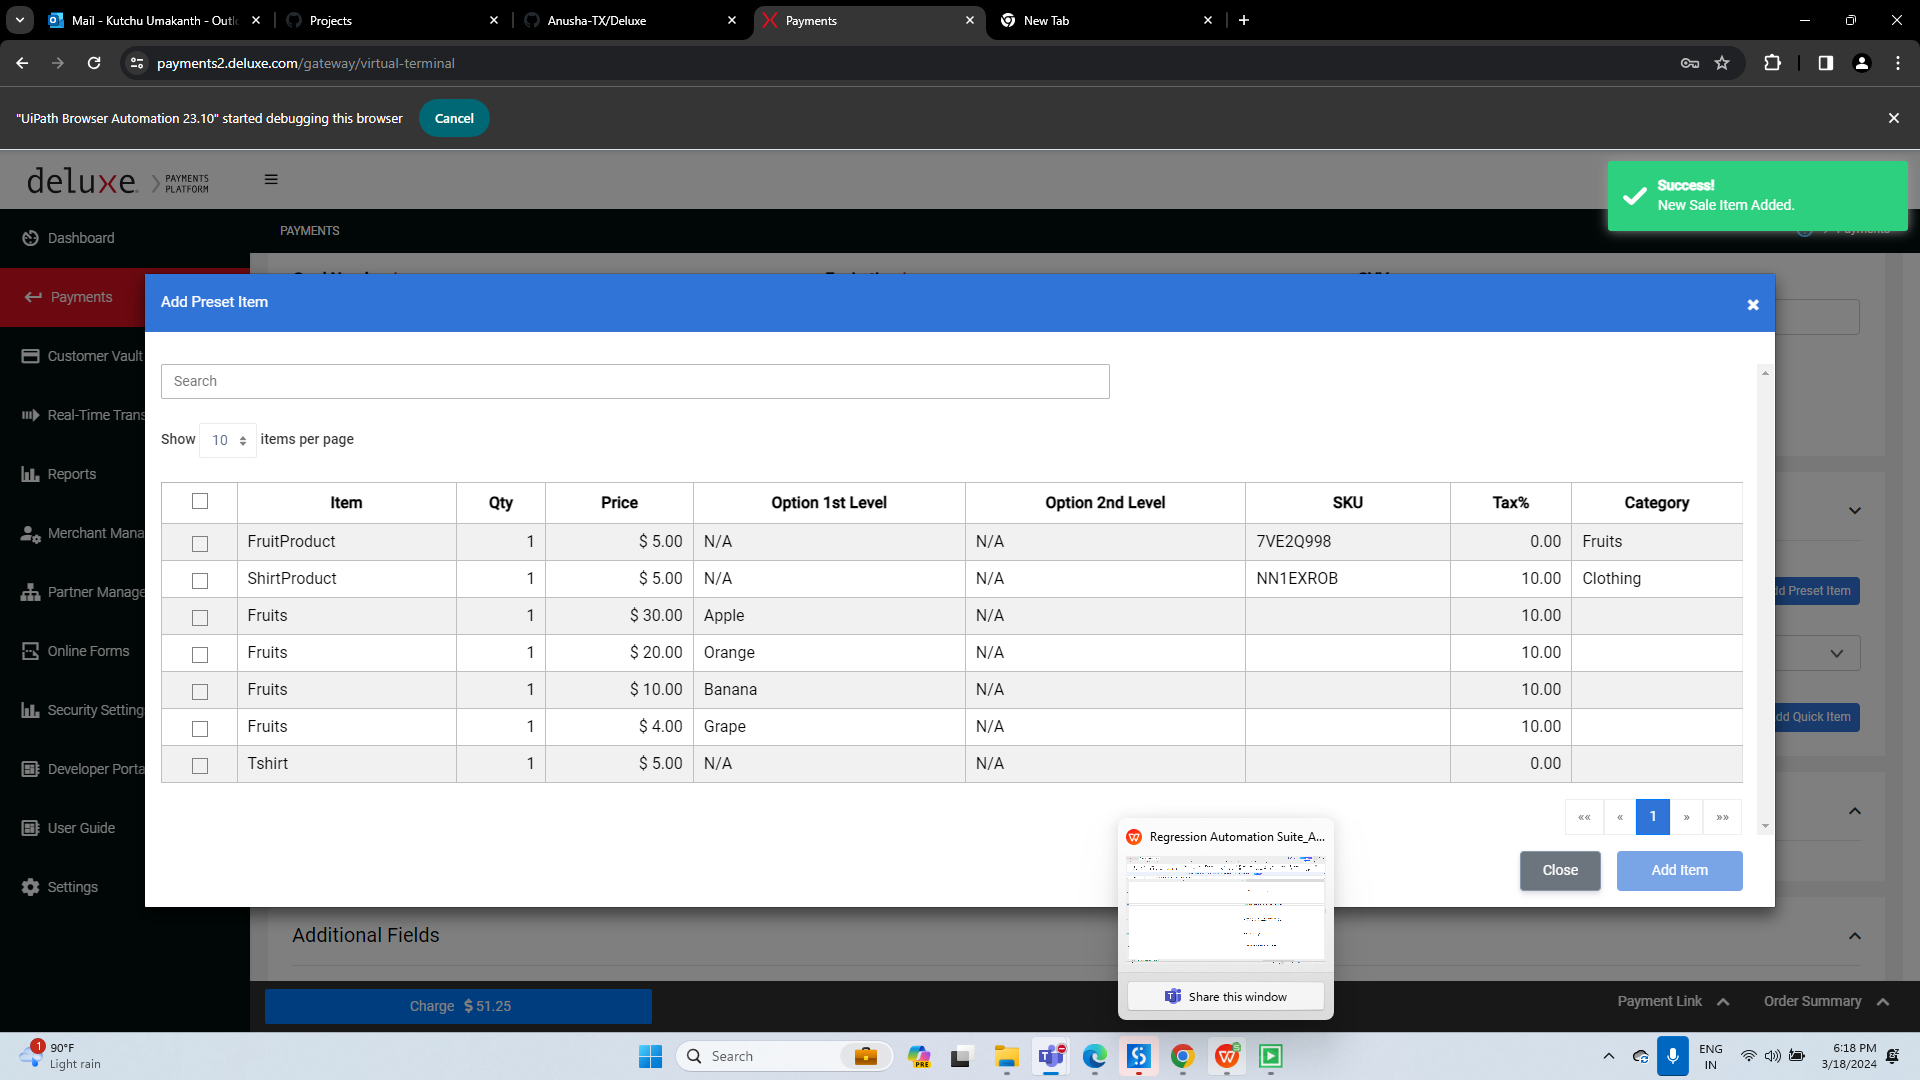 Mail - Kutchu Umakanth - Outlo
Projects
Anusha-TX/Deluxe
Payments
New Tab
payments2.deluxe.com/gateway/virtual-terminal
"UiPath Browser Automation 23.10" started debugging this browser
Cancel
deluxe
PAYMENTS
PLATFORM
Success!
New Sale Item Added.
Dashboard
PAYMENTS
Payments
Add Preset Item
Customer Vault
Search
Real-Time Trans
Show 10 items per page
Reports
Item Qty Price Option 1st Level Option 2nd Level SKU Tax% Category
Merchant Mana
FruitProduct 1 $ 5.00 N/A N/A 7VE2Q998 0.00 Fruits
ShirtProduct 1 $ 5.00 N/A N/A NN1EXROB 10.00 Clothing
Partner Manage
dd Preset Item
Fruits 1 $ 30.00 Apple N/A 10.00
Online Forms
Fruits 1 $ 20.00 Orange N/A 10.00
Fruits 1 $ 10.00 Banana N/A 10.00
Security Setting
dd Quick Item
Fruits 1 $ 4.00 Grape N/A 10.00
Developer Porta
Tshirt 1 $ 5.00 N/A N/A 0.00
«« « 1 » »»
User Guide
Regression Automation Suite_A...
Close
Add Item
Settings
Additional Fields
Share this window
Charge $ 51.25
Payment Link
Order Summary
1
90°F
Light rain
Search
PRE
ENG
IN
6:18 PM
3/18/2024